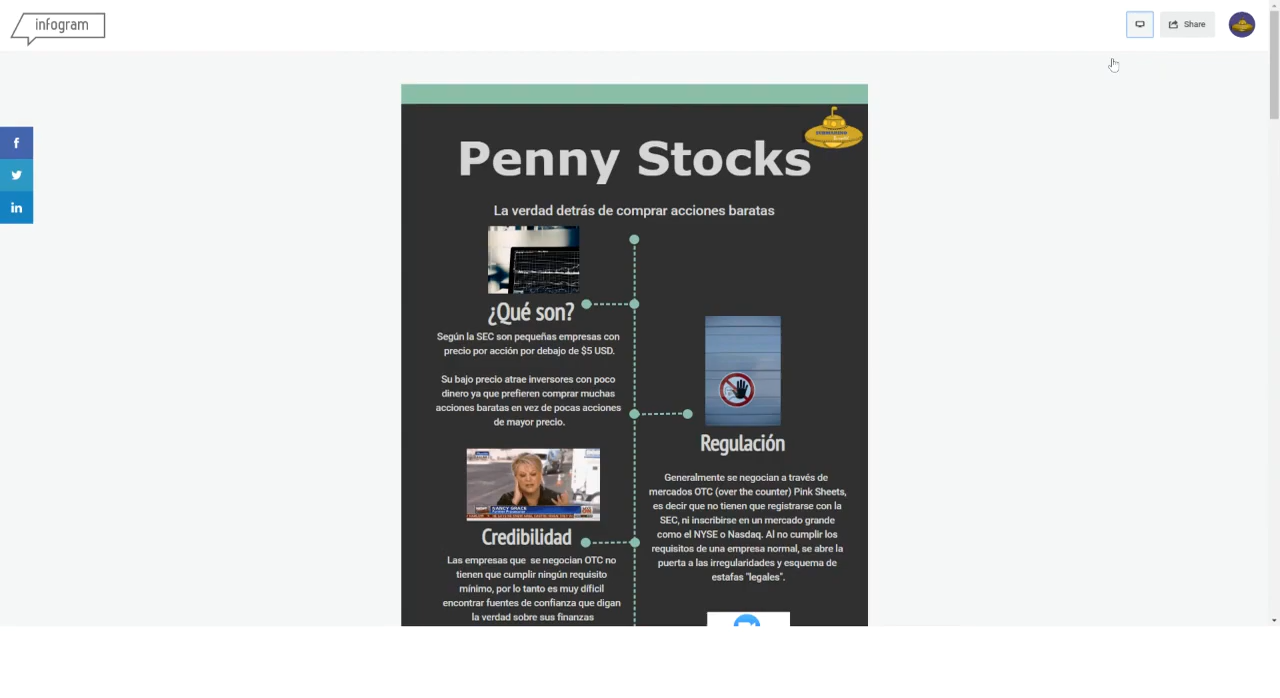 infogram
Share
SUBMARINO
Penny Stocks
La verdad detrás de comprar acciones baratas
¿Qué son?
Según la SEC son pequeñas empresas con
precio por acción por debajo de $5 USD.
Su bajo precio atrae inversores con poco
dinero ya que prefieren comprar muchas
acciones baratas en vez de pocas acciones
de mayor precio.
Regulación
Generalmente se negocian a través de
mercados OTC (over the counter) Pink Sheets,
es decir que no tienen que registrarse con la
SEC, ni inscribirse en un mercado grande
como el NYSE o Nasdaq. Al no cumplir los
requisitos de una empresa normal, se abre la
puerta a las irregularidades y esquema de
estafas "legales".
NANCY GRACE
Credibilidad
Las empresas que se negocian OTC no
tienen que cumplir ningún requisito
mínimo, por lo tanto es muy díficil
encontrar fuentes de confianza que digan
la verdad sobre sus finanzas